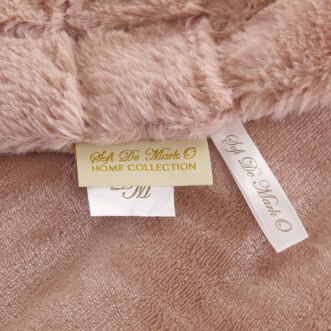 Sofi De Marko
HOME COLLECTION
M
Sofi De Marko